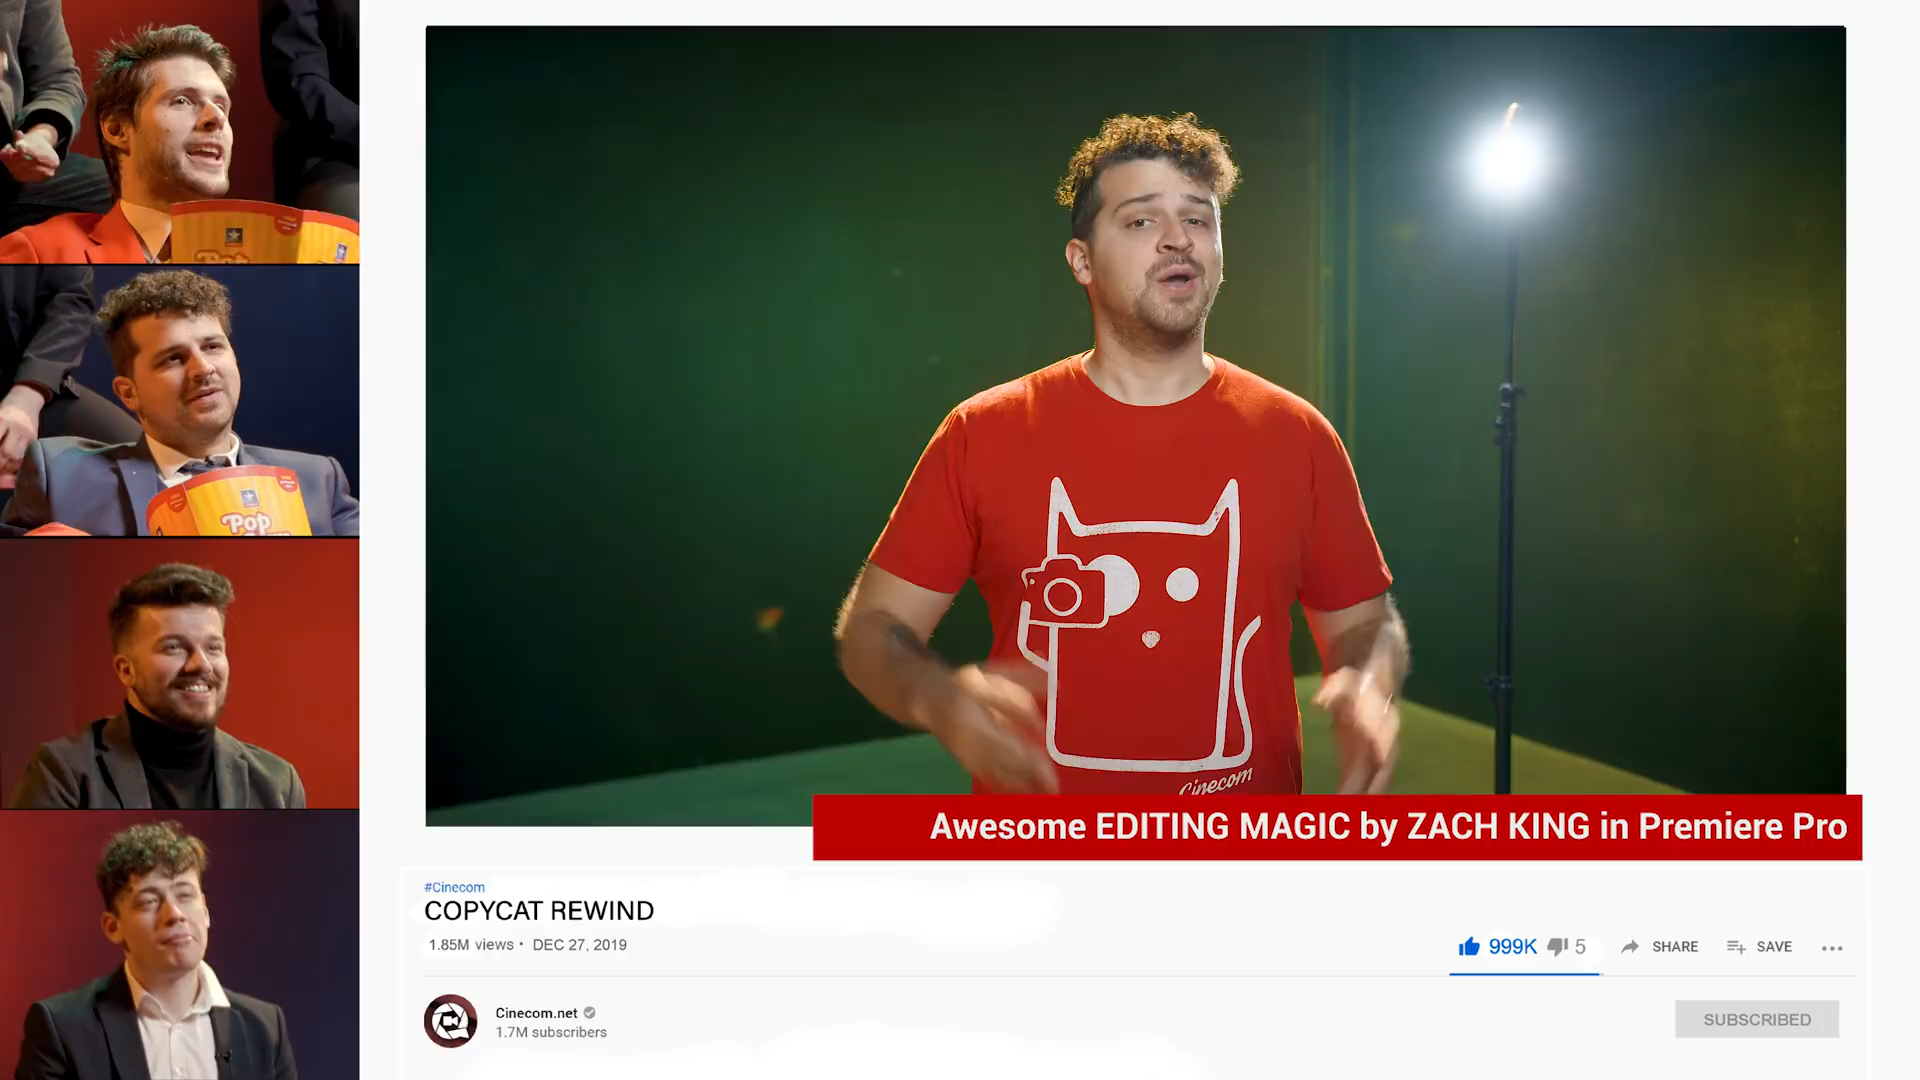 Pop
Cinecom
Awesome EDITING MAGIC by ZACH KING in Premiere Pro
#Cinecom
COPYCAT REWIND
1.85M views • DEC 27, 2019
999K 5 SHARE SAVE
Cinecom.net
1.7M subscribers
SUBSCRIBED